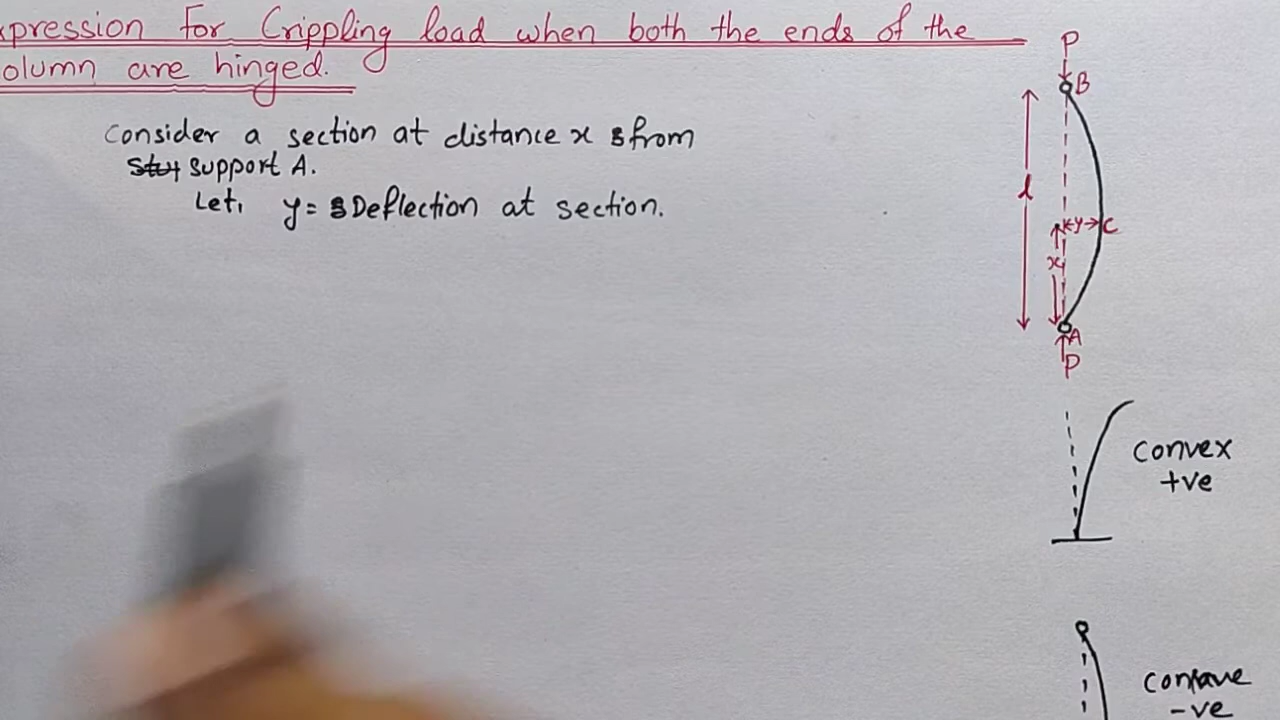 xpression for Crippling load when both the ends of the
olumn are hinged.
Consider a section at distance x from
support A.
Let, y = Deflection at section.
P
B
l
y
C
x
A
P
Convex
+ve
Concave
-ve